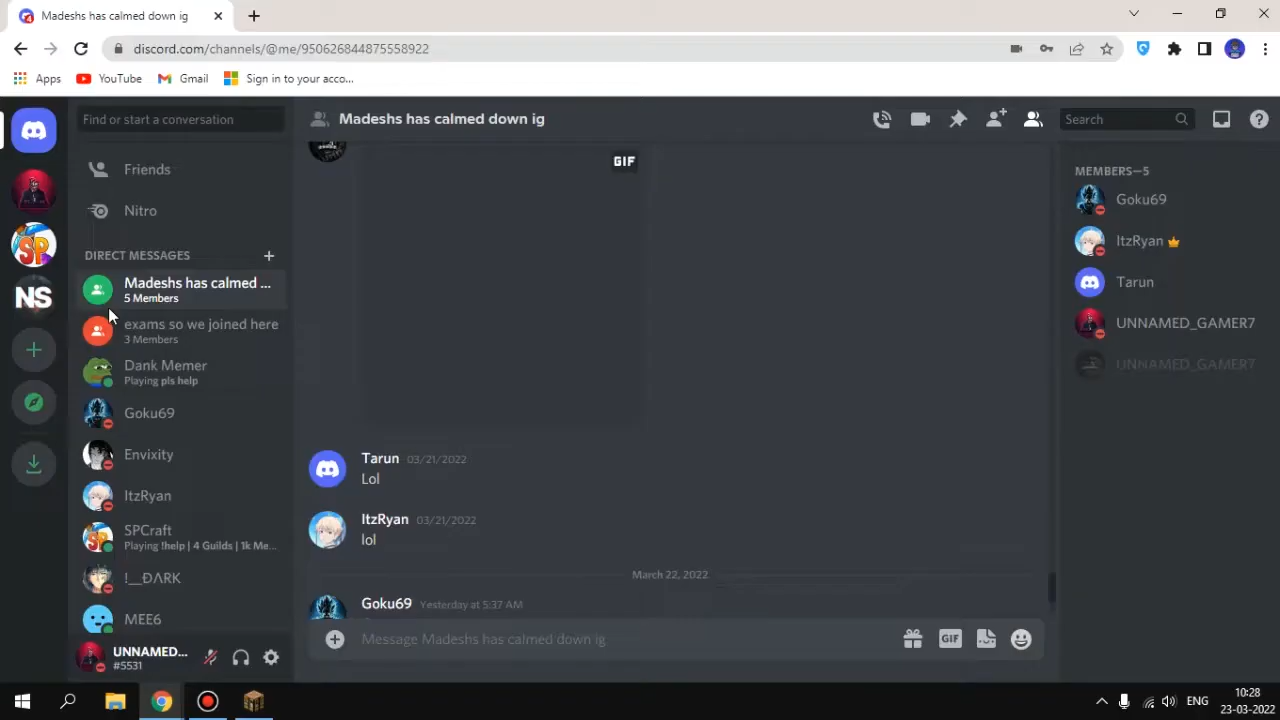 Madeshs has calmed down ig
discord.com/channels/@me/950626844875558922
Apps
YouTube
Gmail
Sign in to your acco...
Find or start a conversation
Friends
Nitro
DIRECT MESSAGES
Madeshs has calmed ...
5 Members
exams so we joined here
3 Members
Dank Memer
Playing pls help
Goku69
Envixity
ItzRyan
SPCraft
Playing !help | 4 Guilds | 1k Me...
!__ĐΛRK
MEE6
UNNAMED...
#5531
SP
NS
Madeshs has calmed down ig
Search
GIF
Tarun 03/21/2022
Lol
ItzRyan 03/21/2022
lol
March 22, 2022
Goku69 Yesterday at 5:37 AM
Message Madeshs has calmed down ig
GIF
MEMBERS—5
Goku69
ItzRyan
Tarun
UNNAMED_GAMER7
UNNAMED_GAMER7
ENG
10:28
23-03-2022